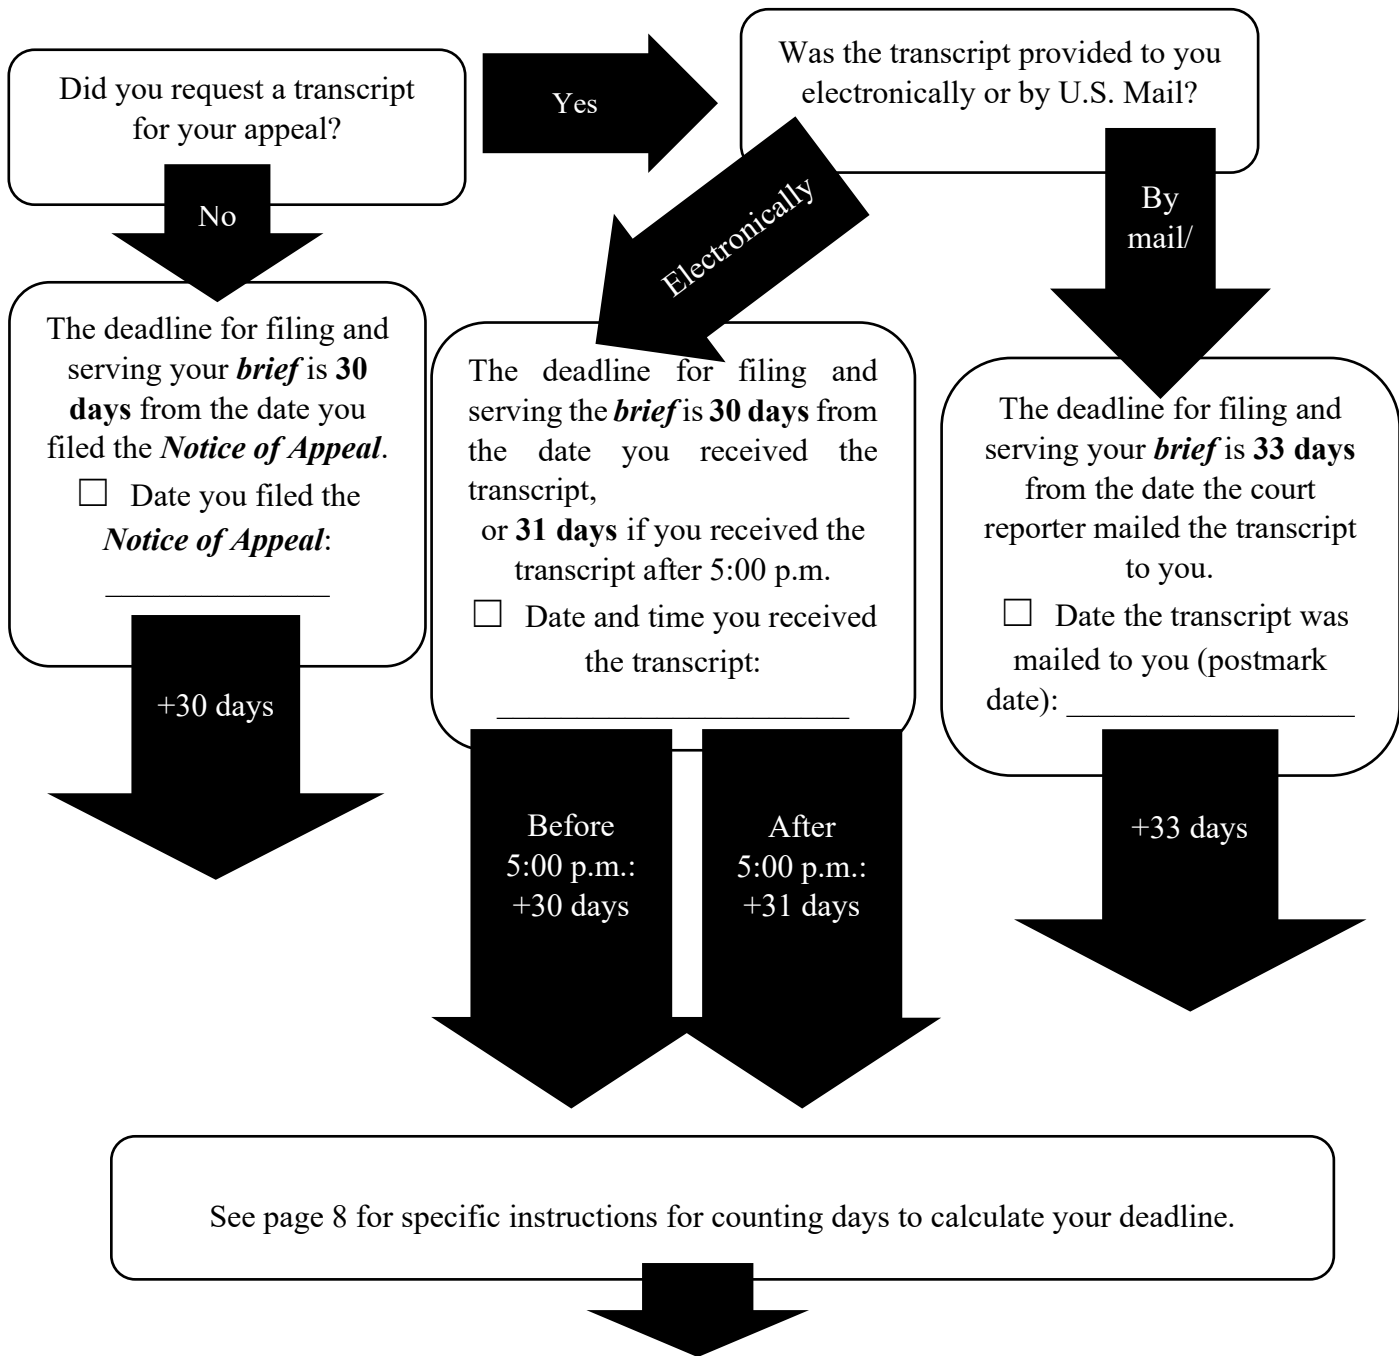 Did you request a transcript
for your appeal?
Yes
Was the transcript provided to you
electronically or by U.S. Mail?
No
Electronically
By
mail/
The deadline for filing and
serving your brief is 30
days from the date you
filed the Notice of Appeal.
☐ Date you filed the
Notice of Appeal:
______________
+30 days
The deadline for filing and
serving the brief is 30 days from
the date you received the
transcript,
or 31 days if you received the
transcript after 5:00 p.m.
☐ Date and time you received
the transcript:
______________________
Before
5:00 p.m.:
+30 days
After
5:00 p.m.:
+31 days
The deadline for filing and
serving your brief is 33 days
from the date the court
reporter mailed the transcript
to you.
☐ Date the transcript was
mailed to you (postmark
date): __________________
+33 days
See page 8 for specific instructions for counting days to calculate your deadline.